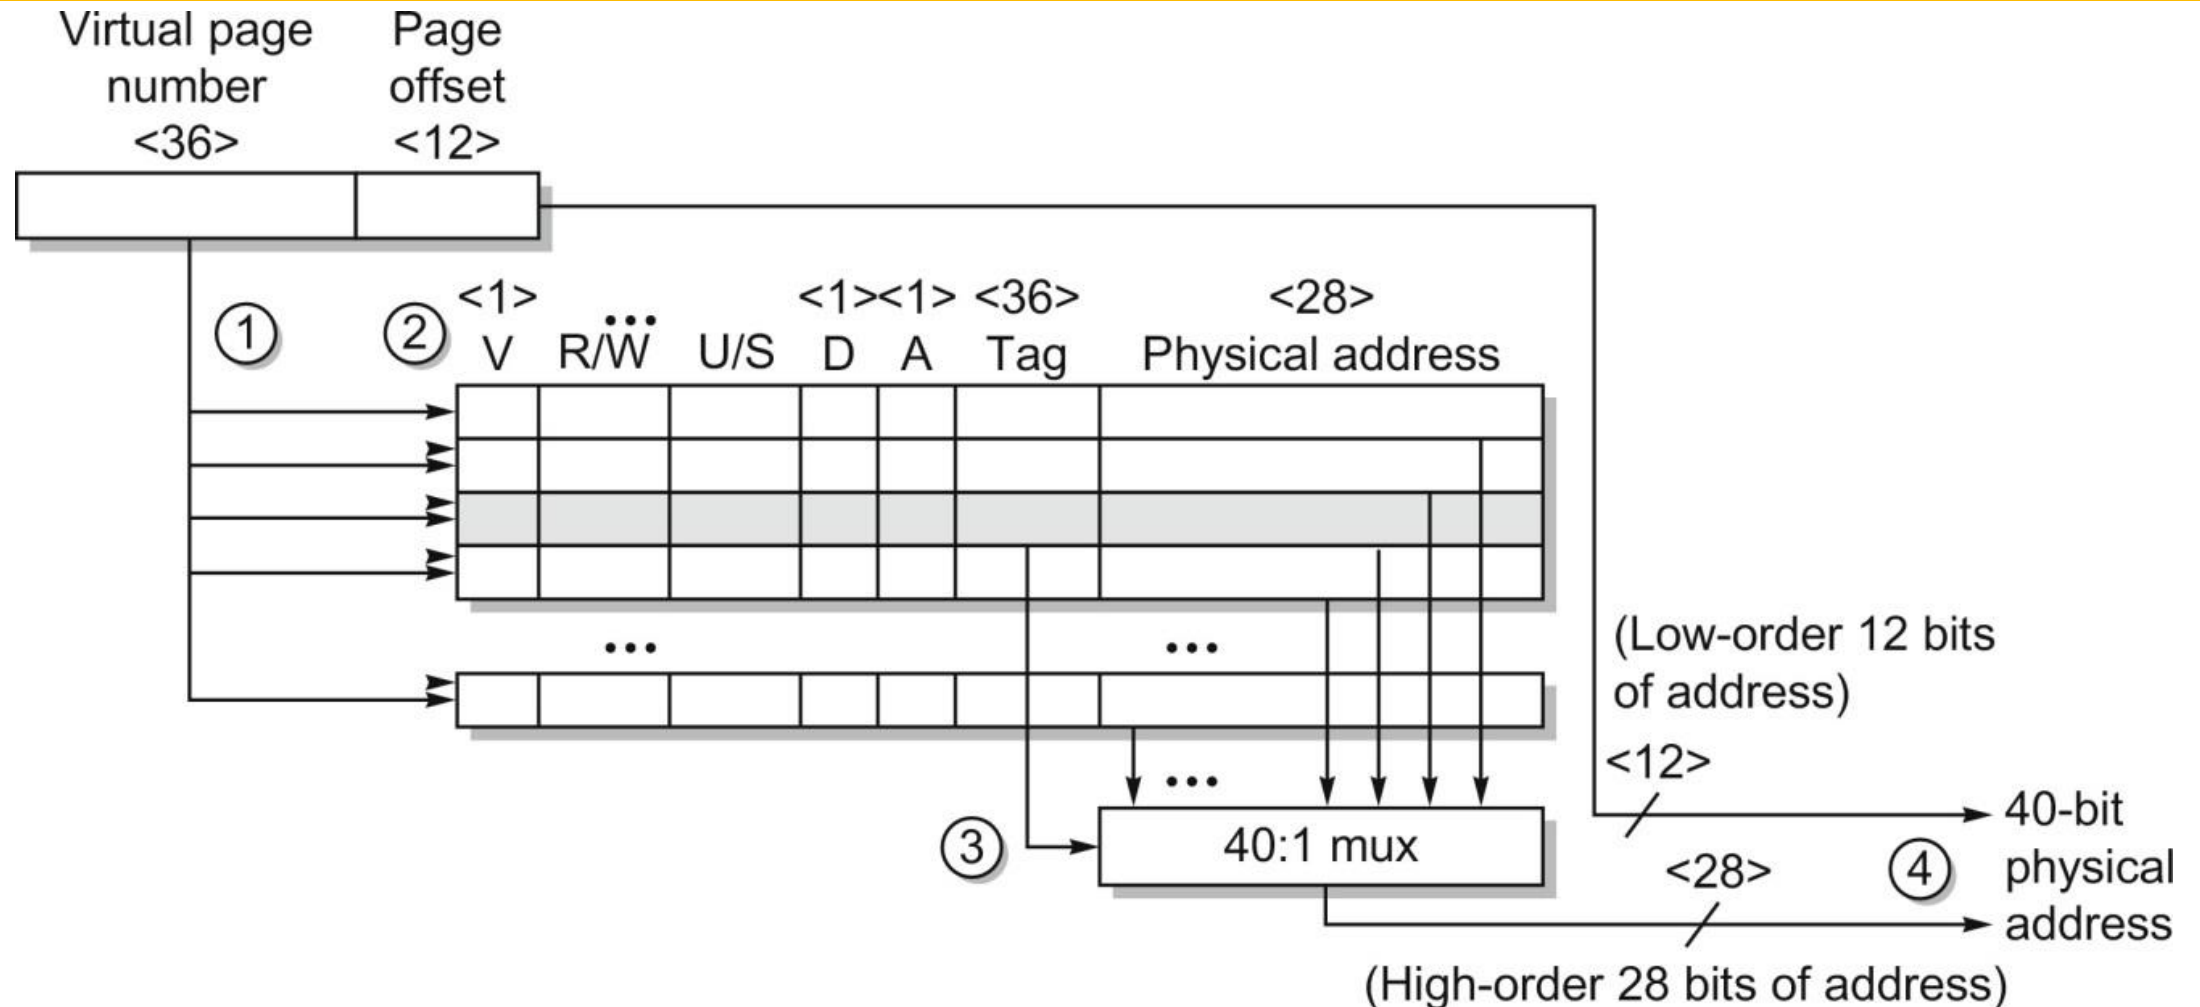 Virtual page
number
<36>
Page
offset
<12>
1
2
<1>
V
•••
R/W
U/S
<1>
D
<1>
A
<36>
Tag
<28>
Physical address
•••
•••
(Low-order 12 bits
of address)
•••
3
40:1 mux
<12>
<28>
4
40-bit
physical
address
(High-order 28 bits of address)